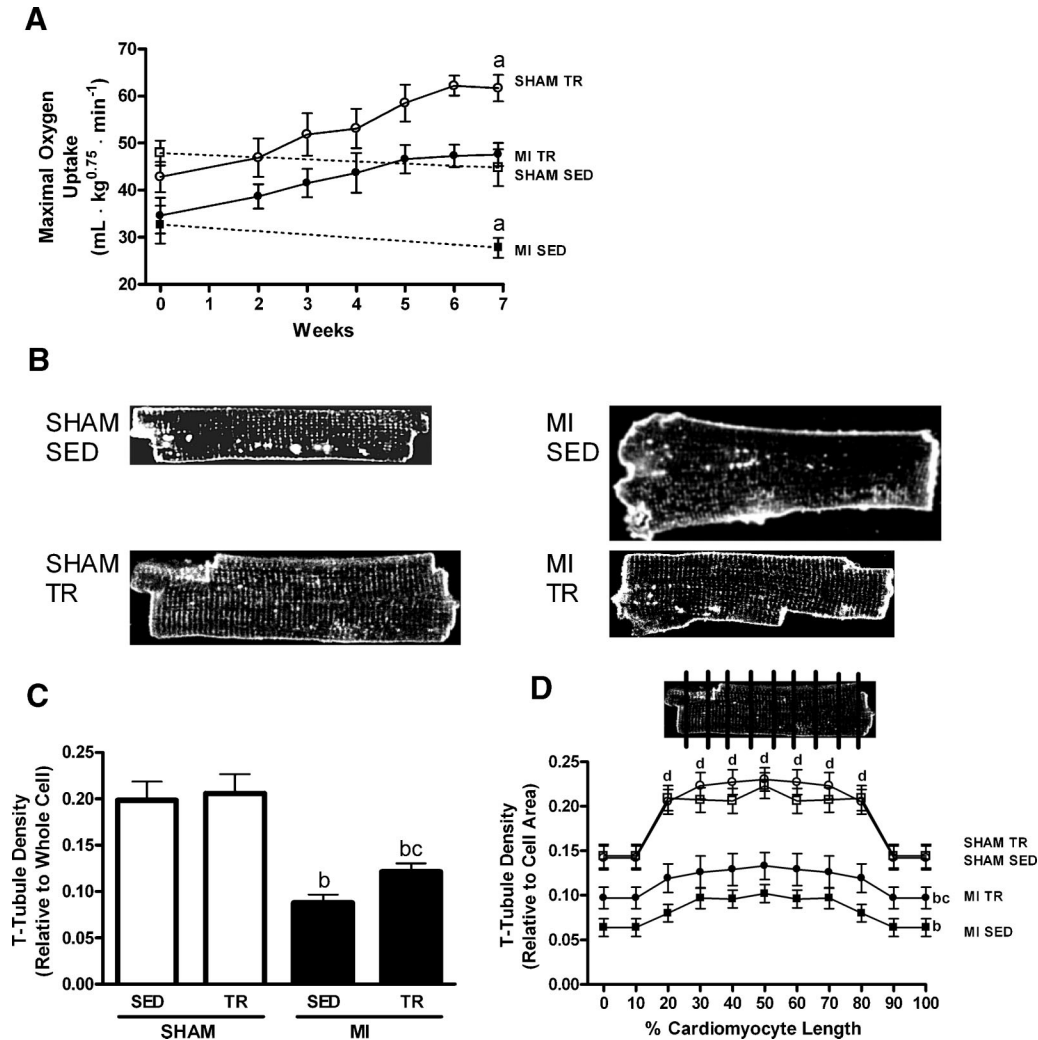 A
Maximal Oxygen
Uptake
(mL · kg^0.75 · min^-1)
70
60
50
40
30
20
0
1
2
3
4
5
6
7
Weeks
a
SHAM TR
MI TR
SHAM SED
a
MI SED
B
SHAM
SED
MI
SED
SHAM
TR
MI
TR
C
T-Tubule Density
(Relative to Whole Cell)
0.25
0.20
0.15
0.10
0.05
0.00
b
bc
SED
TR
SED
TR
SHAM
MI
D
T-Tubule Density
(Relative to Cell Area)
0.25
0.20
0.15
0.10
0.05
0.00
d
d
d
d
d
d
d
SHAM TR
SHAM SED
bc
MI TR
b
MI SED
0
10
20
30
40
50
60
70
80
90
100
% Cardiomyocyte Length